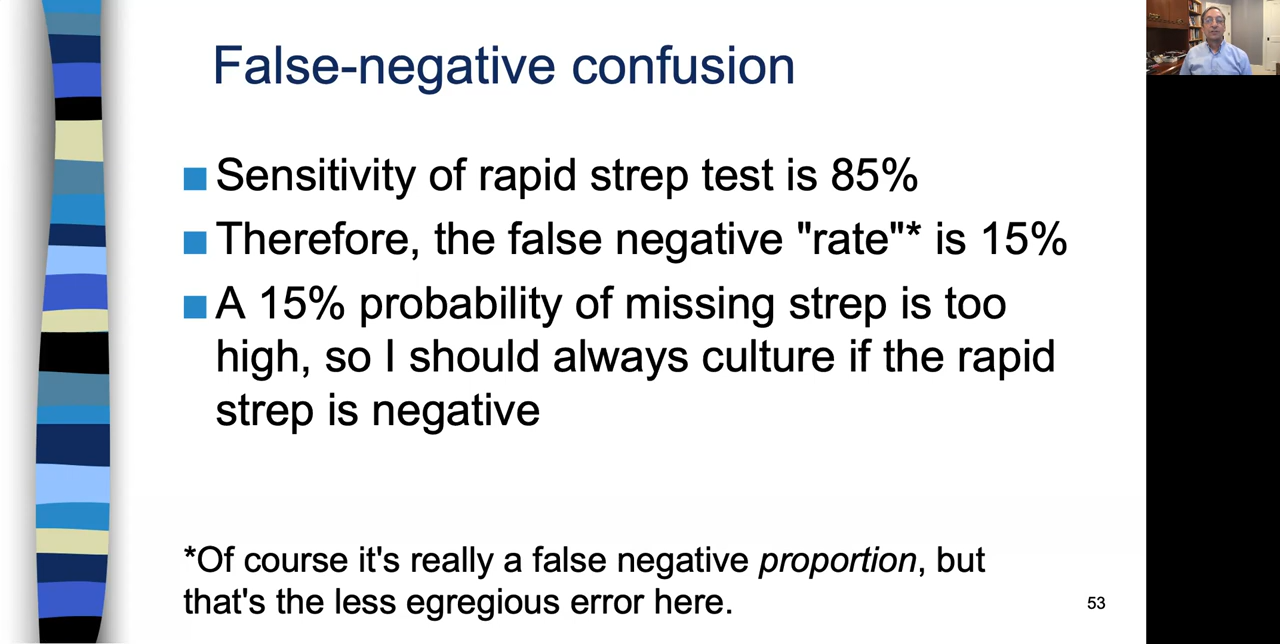 False-negative confusion
Sensitivity of rapid strep test is 85%
Therefore, the false negative "rate"* is 15%
A 15% probability of missing strep is too
high, so I should always culture if the rapid
strep is negative
*Of course it's really a false negative proportion, but
that's the less egregious error here.
53